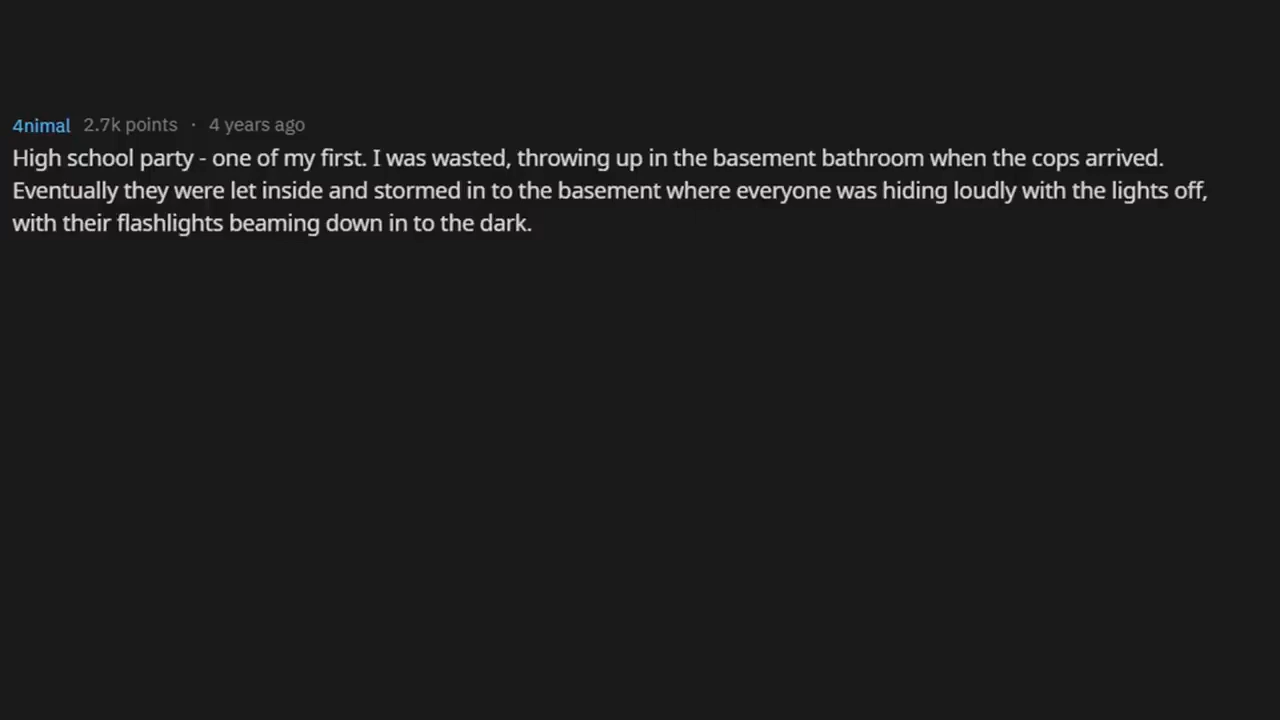 4nimal 2.7k points · 4 years ago
High school party - one of my first. I was wasted, throwing up in the basement bathroom when the cops arrived.
Eventually they were let inside and stormed in to the basement where everyone was hiding loudly with the lights off,
with their flashlights beaming down in to the dark.